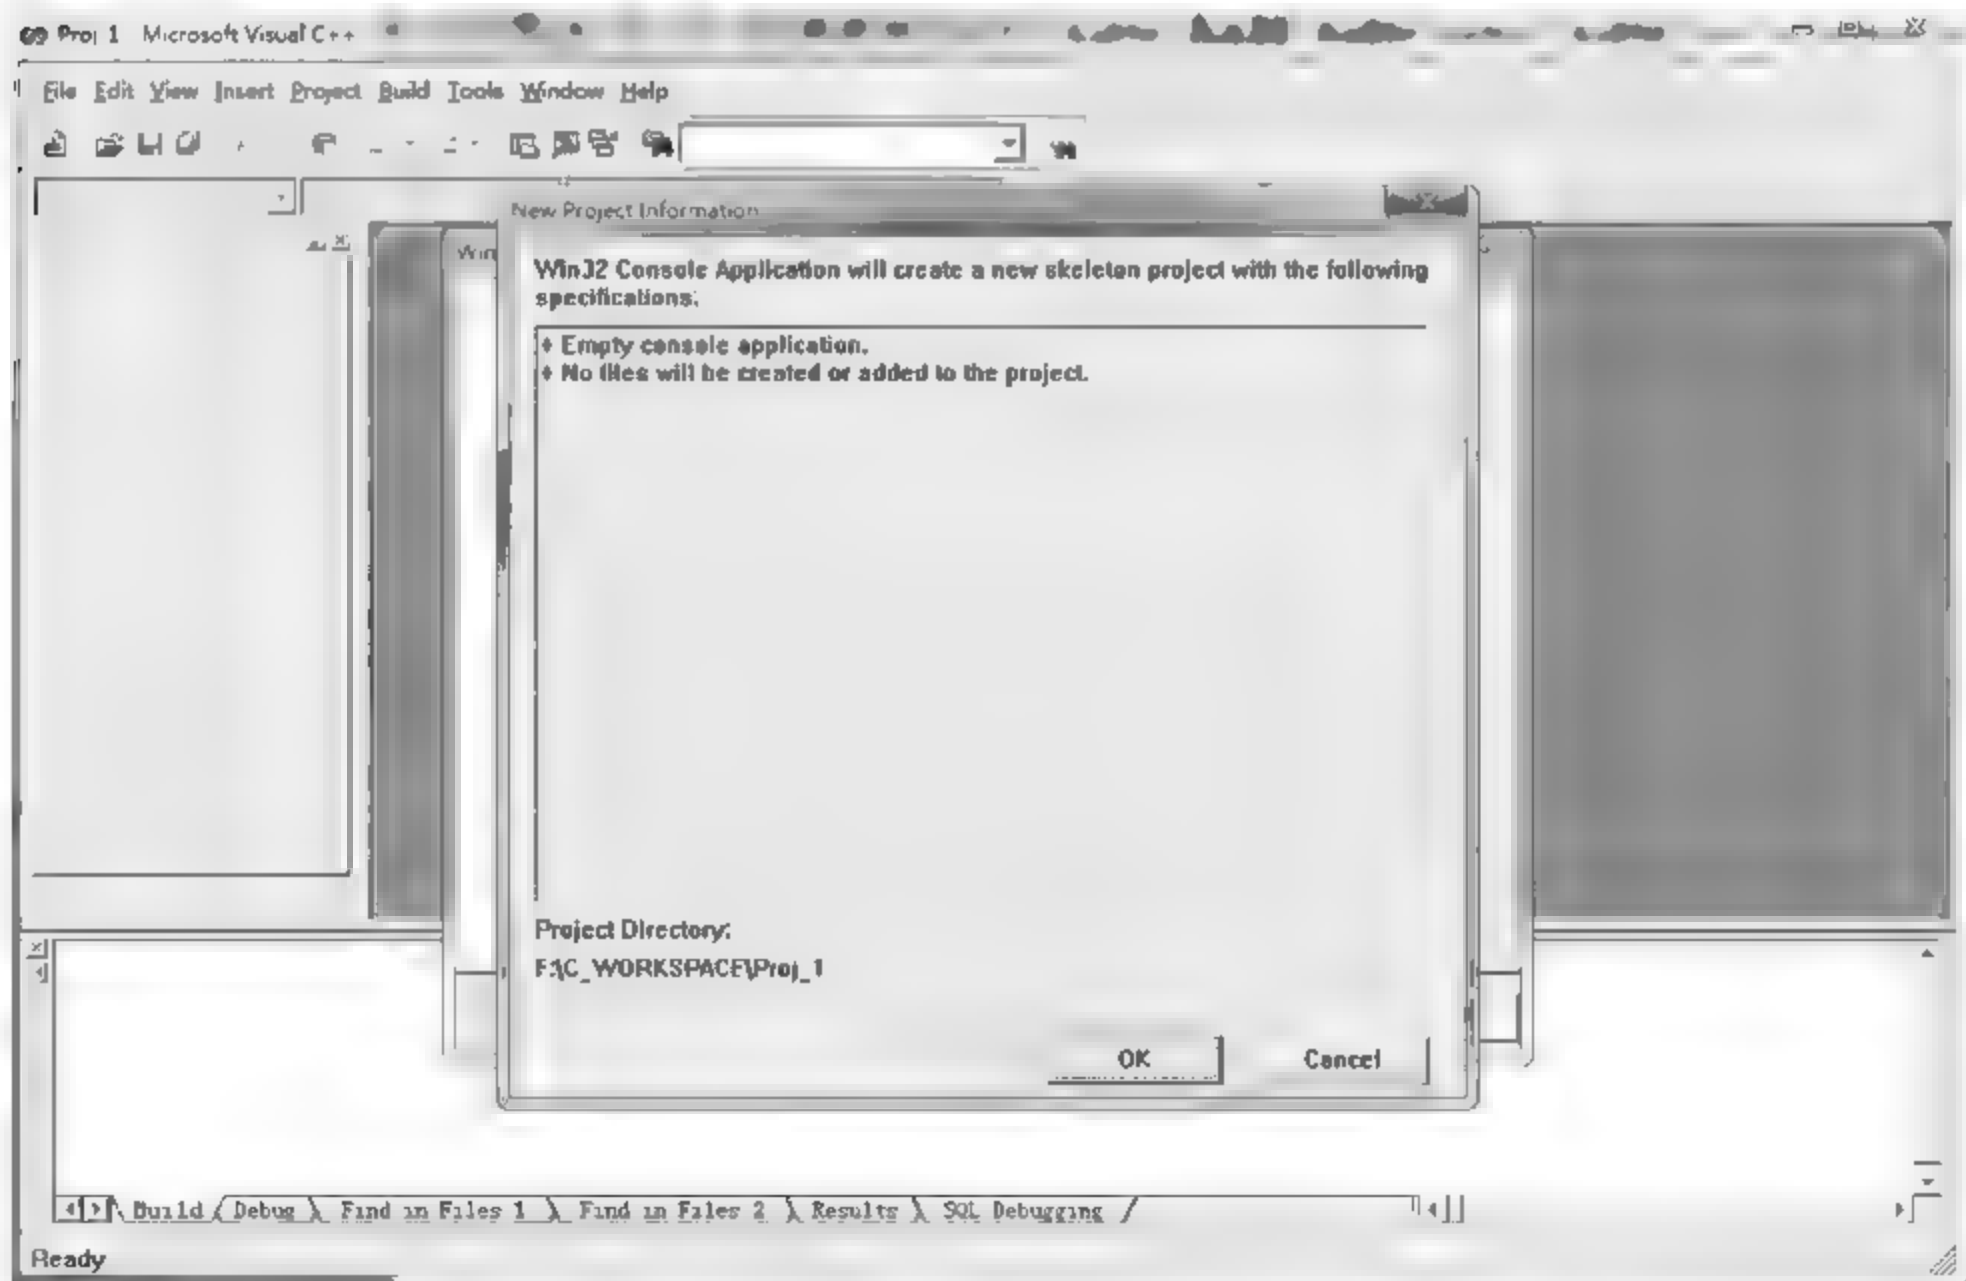 Proj 1 Microsoft Visual C++
File Edit View Insert Project Build Tools Window Help
New Project Information
Win
Win32 Console Application will create a new skeleton project with the following
specifications:
+ Empty console application.
+ No files will be created or added to the project.
Project Directory:
F:\C_WORKSPACE\Proj_1
OK Cancel
Build Debug Find in Files 1 Find in Files 2 Results SQL Debugging
Ready